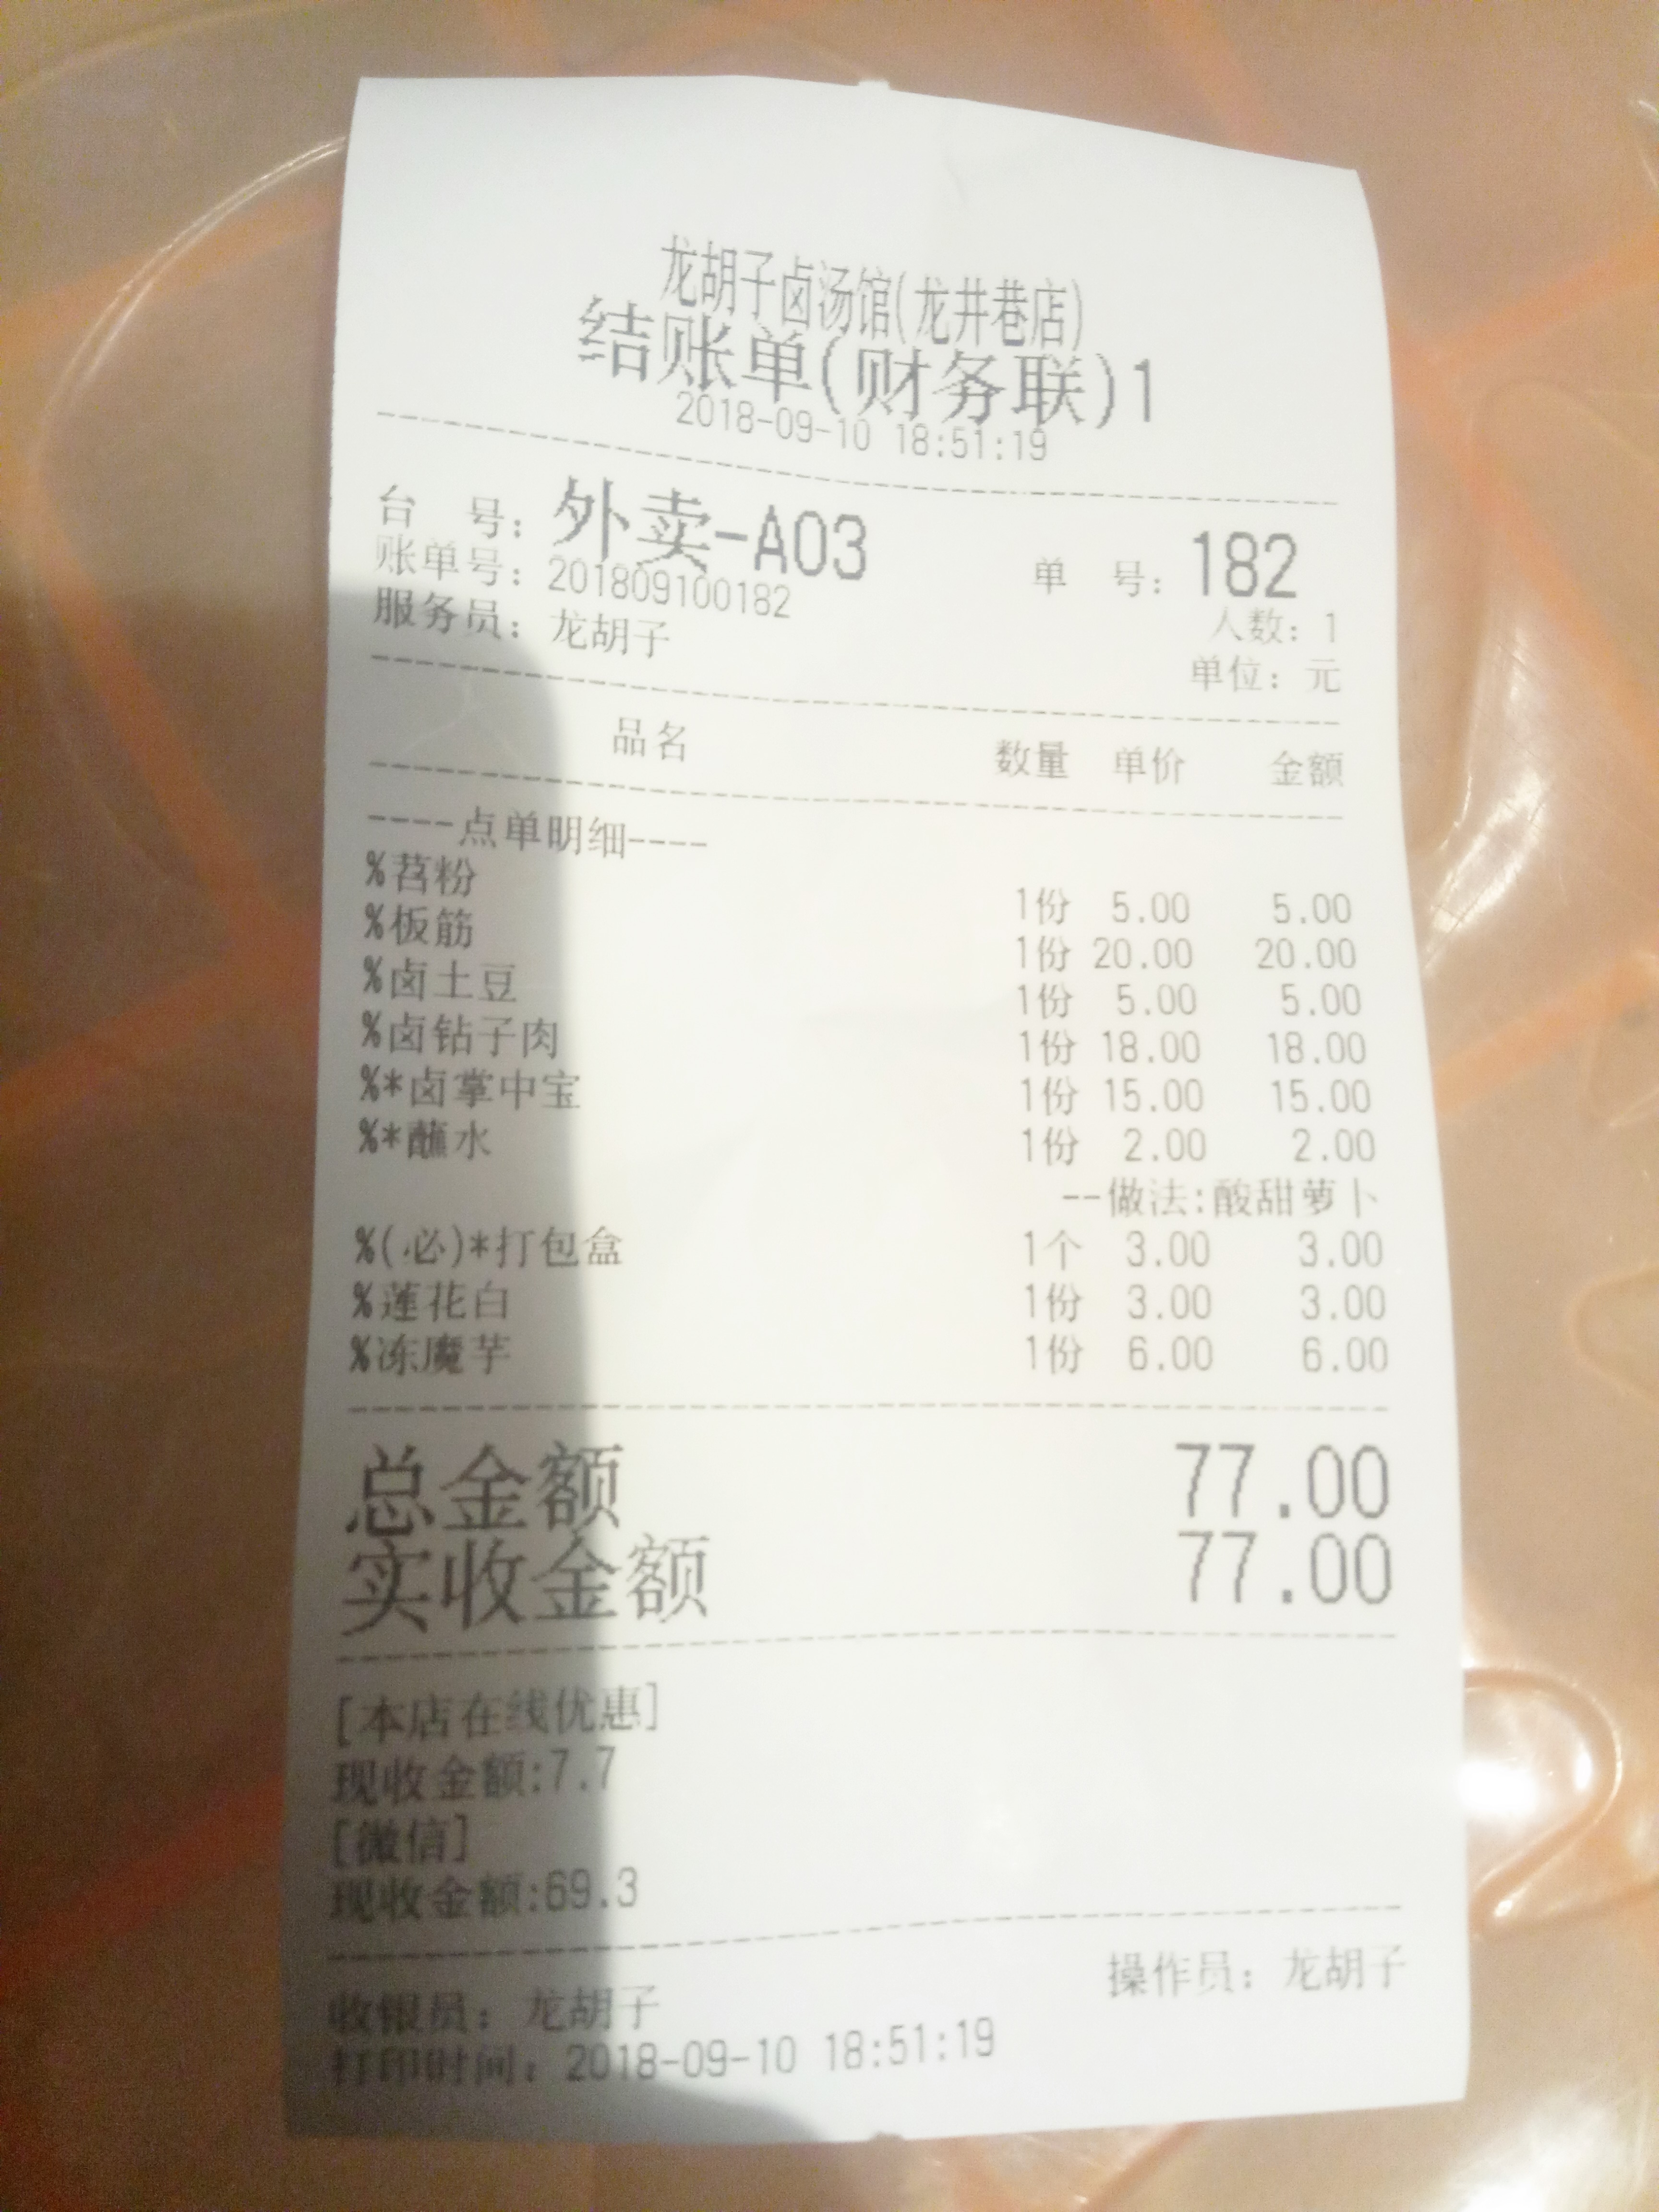 龙胡子卤汤馆(龙井巷店)
结账单(财务联)1
2018-09-10 18:51:19
台 号: 外卖-A03 单 号: 182
账单号: 201809100182 人数: 1
服务员: 龙胡子 单位: 元
品名 数量 单价 金额
----点单明细----
%苕粉 1份 5.00 5.00
%板筋 1份 20.00 20.00
%卤土豆 1份 5.00 5.00
%卤钻子肉 1份 18.00 18.00
%*卤掌中宝 1份 15.00 15.00
%*蘸水 1份 2.00 2.00
--做法:酸甜萝卜
%(必)*打包盒 1个 3.00 3.00
%莲花白 1份 3.00 3.00
%冻魔芋 1份 6.00 6.00
总金额 77.00
实收金额 77.00
[本店在线优惠]
现收金额:7.7
[微信]
现收金额:69.3
收银员: 龙胡子 操作员: 龙胡子
打印时间: 2018-09-10 18:51:19